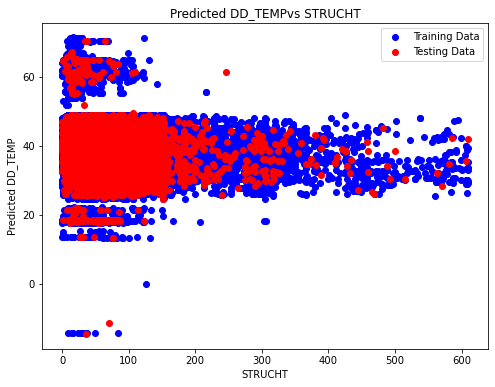 Predicted DD_TEMPvs STRUCHT
Training Data
Testing Data
Predicted DD_TEMP
60
40
20
0
0
100
200
300
400
500
600
STRUCHT